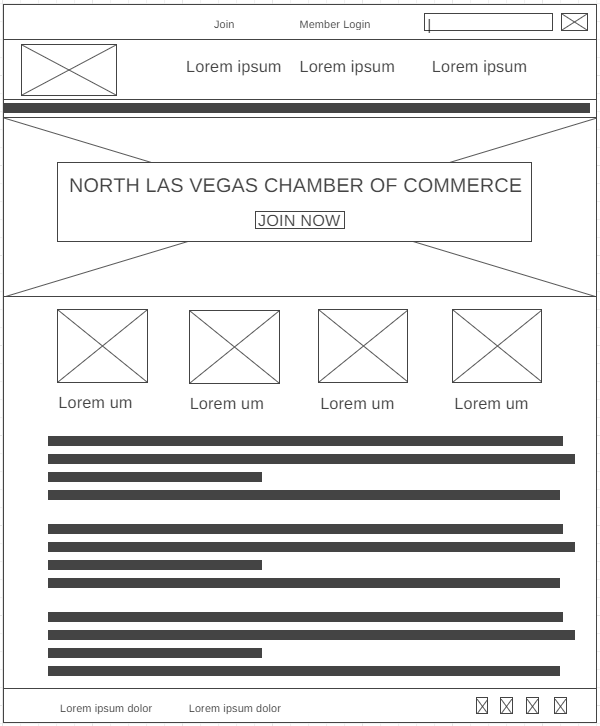 Join Member Login
Lorem ipsum Lorem ipsum Lorem ipsum
NORTH LAS VEGAS CHAMBER OF COMMERCE
JOIN NOW
Lorem um Lorem um Lorem um Lorem um
Lorem ipsum dolor Lorem ipsum dolor